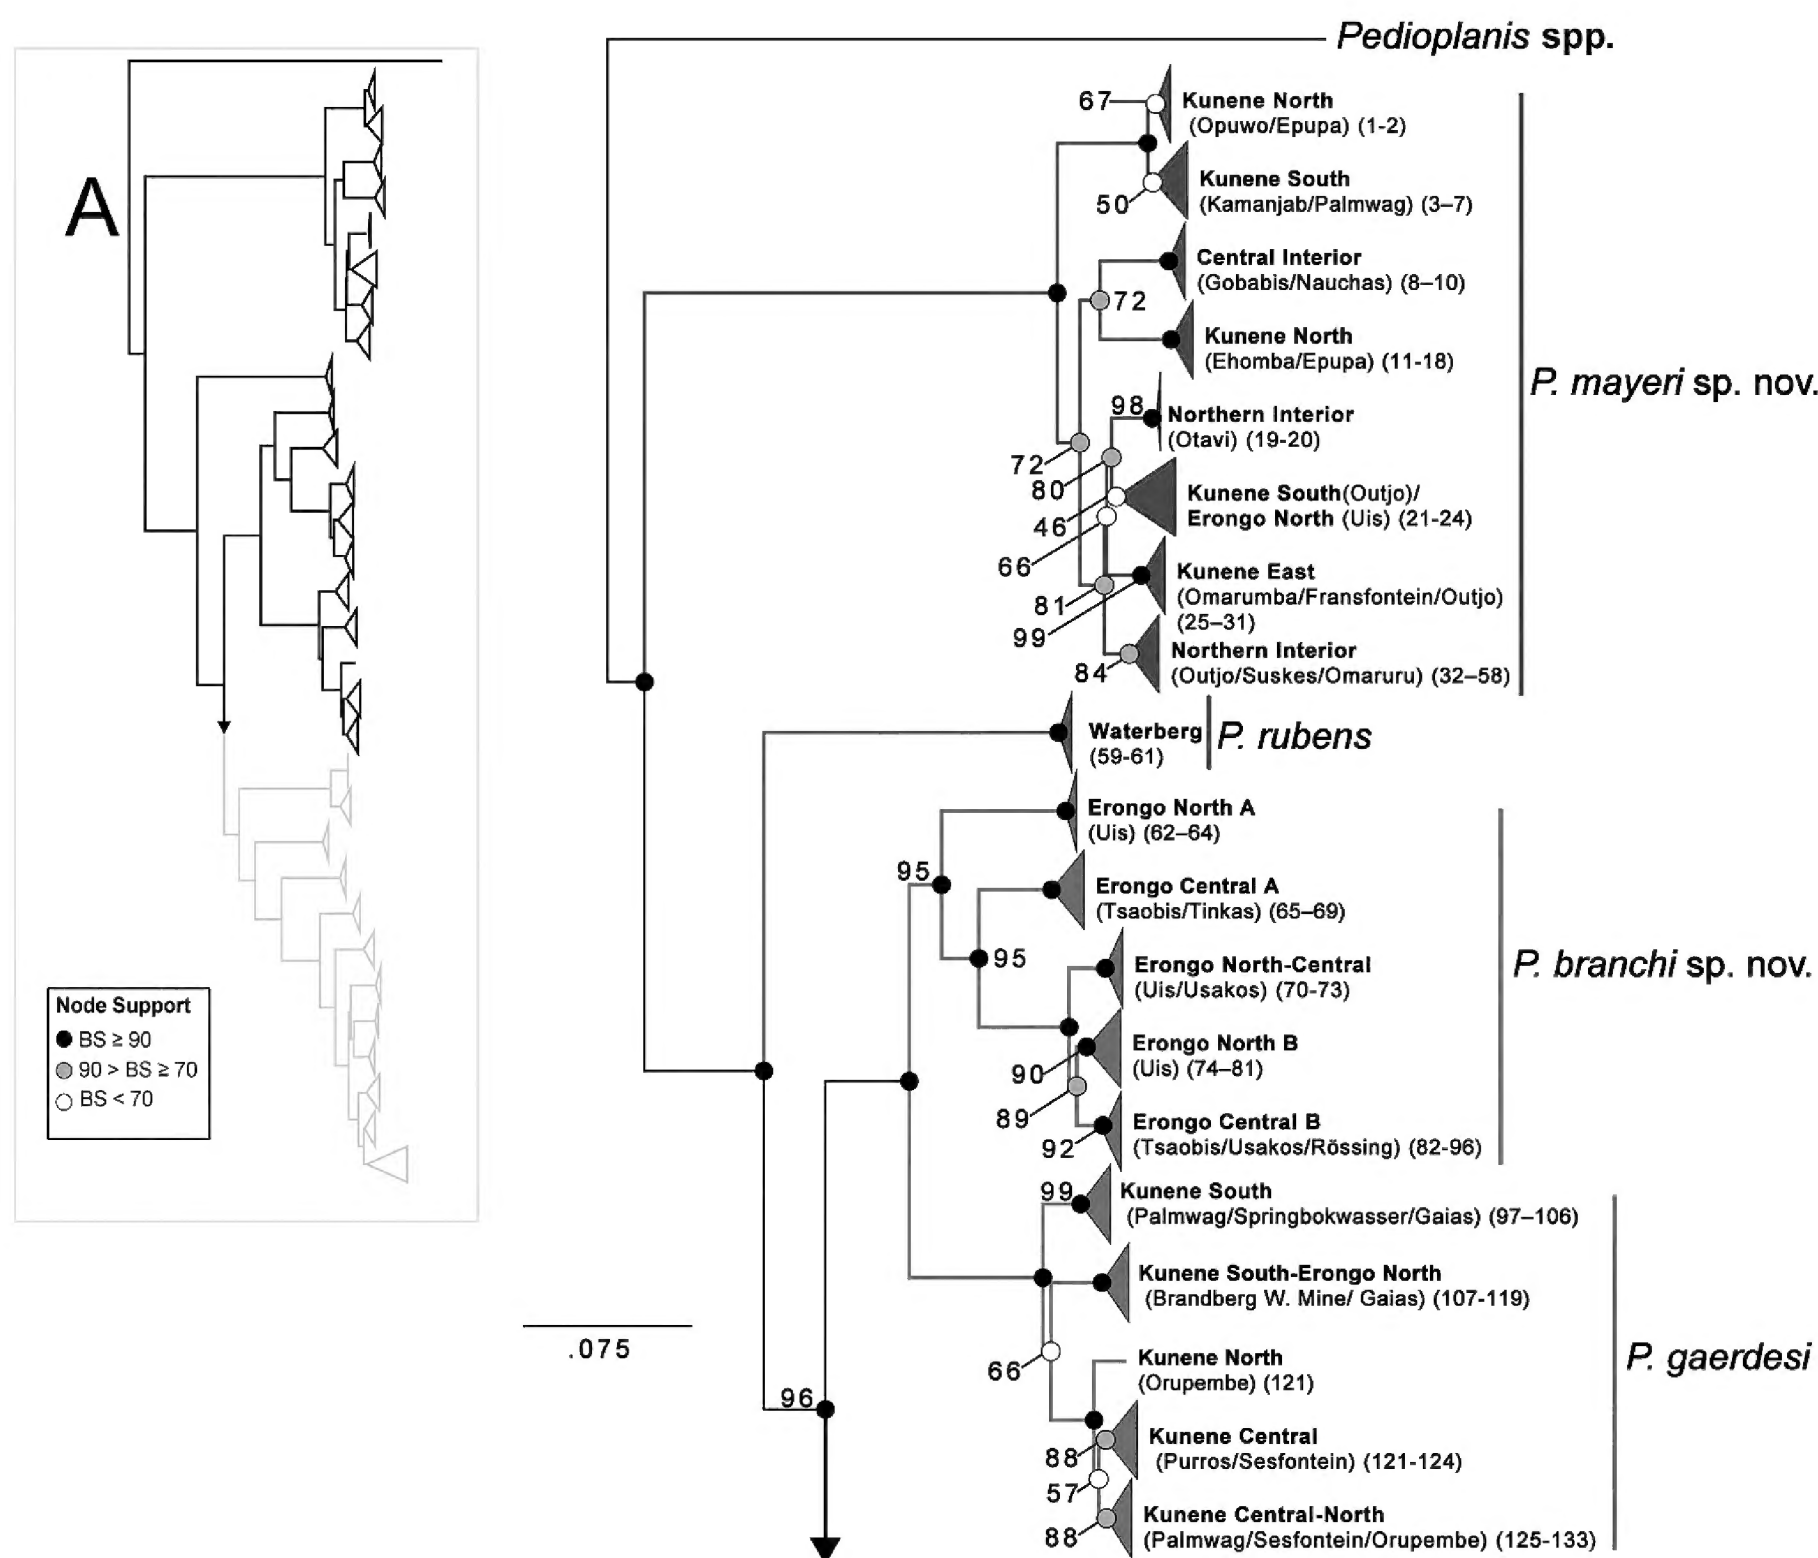 Pedioplanis spp.
A
67
Kunene North
(Opuwo/Epupa) (1-2)
50
Kunene South
(Kamanjab/Palmwag) (3–7)
Central Interior
(Gobabis/Nauchas) (8–10)
72
Kunene North
(Ehomba/Epupa) (11-18)
P. mayeri sp. nov.
98
Northern Interior
(Otavi) (19-20)
72
80
46
Kunene South(Outjo)/
Erongo North (Uis) (21-24)
66
Kunene East
(Omarumba/Fransfontein/Outjo)
(25–31)
81
99
Northern Interior
(Outjo/Suskes/Omaruru) (32–58)
84
Waterberg
(59-61)
P. rubens
Erongo North A
(Uis) (62–64)
95
Erongo Central A
(Tsaobis/Tinkas) (65–69)
95
Erongo North-Central
(Uis/Usakos) (70-73)
P. branchi sp. nov.
Erongo North B
(Uis) (74–81)
90
89
Erongo Central B
(Tsaobis/Usakos/Rössing) (82-96)
92
99
Kunene South
(Palmwag/Springbokwasser/Gaias) (97–106)
Kunene South-Erongo North
(Brandberg W. Mine/ Gaias) (107-119)
66
Kunene North
(Orupembe) (121)
P. gaerdesi
96
88
Kunene Central
(Purros/Sesfontein) (121-124)
57
88
Kunene Central-North
(Palmwag/Sesfontein/Orupembe) (125-133)
.075
Node Support
BS ≥ 90
90 > BS ≥ 70
BS < 70